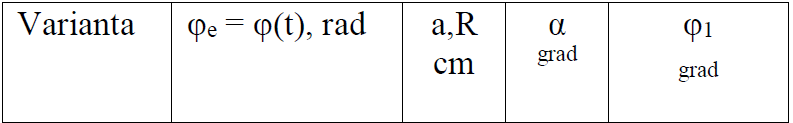 Varianta φₑ = φ(t), rad a,R α φ₁
cm grad grad